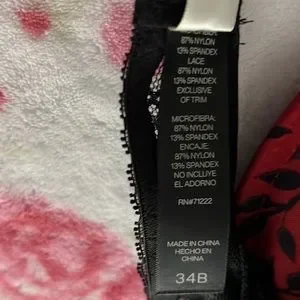 MICROFIBER:
87% NYLON
13% SPANDEX
LACE
87% NYLON
13% SPANDEX
EXCLUSIVE
OF TRIM
MICROFIBRA:
87% NYLON
13% SPANDEX
ENCAJE:
87% NYLON
13% SPANDEX
NO INCLUYE
EL ADORNO
RN#71222
MADE IN CHINA
HECHO EN
CHINA
34B